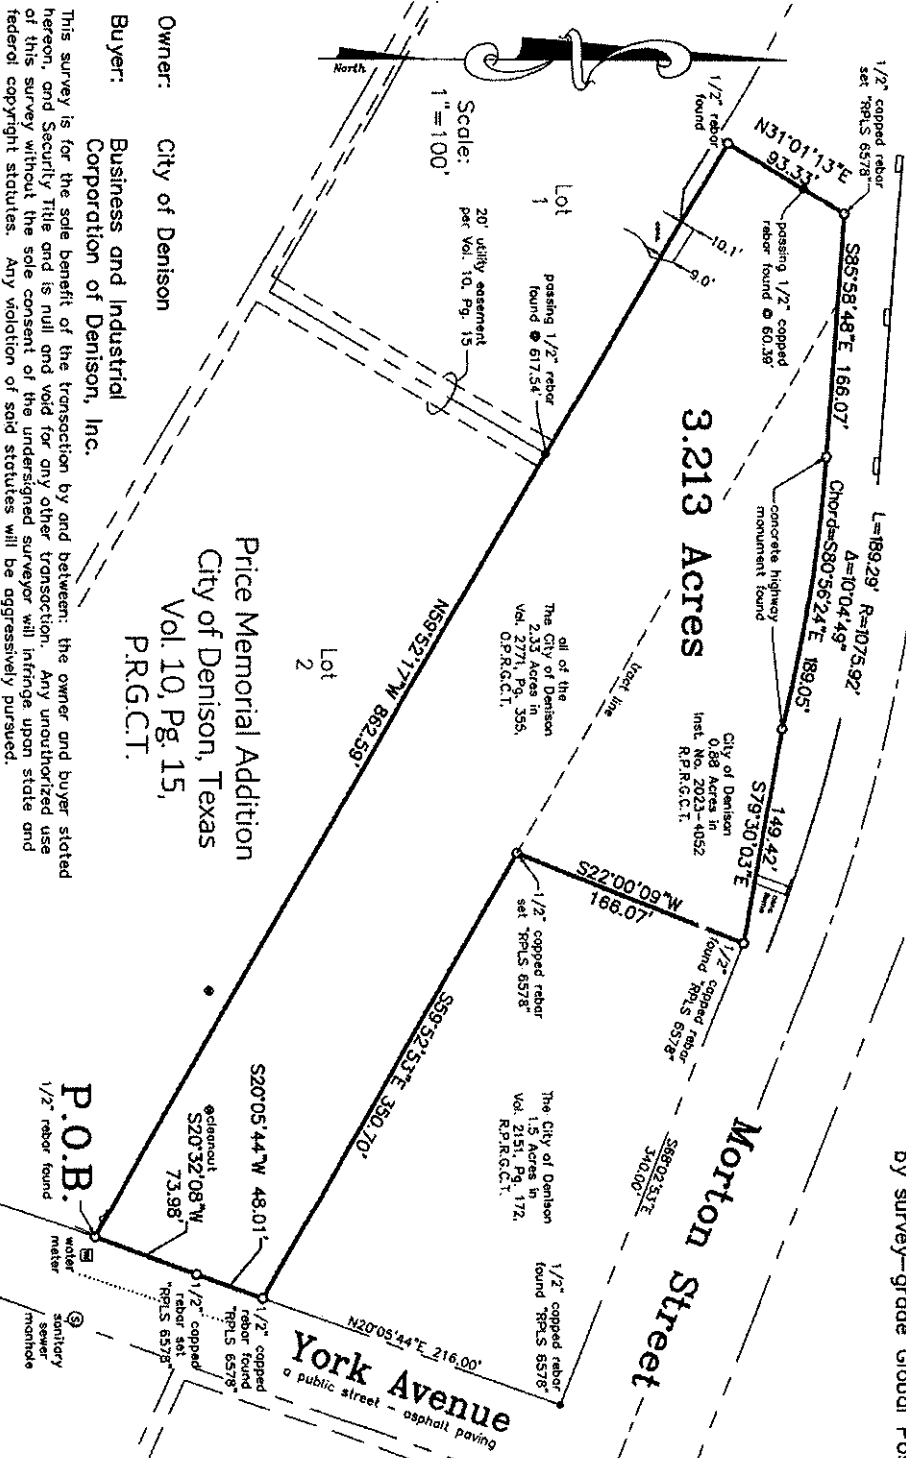 by survey-grade Global Pos
1/2" capped rebar
set "RPLS 6578"
N31°01'13"E
93.33'
1/2" rebar
found
passing 1/2" capped
rebar found @ 60.39'
S85°58'48"E 166.07'
L=189.29' R=1075.92'
Δ=10°04'49"
Chord=S80°56'24"E 189.05'
concrete highway
monument found
149.42'
S79°30'03"E
10.1'
9.0'
North
Scale:
1"=100'
Lot
1
20' utility easement
per Vol. 10, Pg. 15
passing 1/2" rebar
found @ 617.54'
3.213 Acres
City of Denison
0.88 Acres in
Inst. No. 2023-4052
R.P.R.G.C.T.
all of the
The City of Denison
2.33 Acres in
Vol. 2771, Pg. 355,
O.P.R.G.C.T.
tract line
S22°00'09"W
166.07'
1/2" capped rebar
found "RPLS 6578"
1/2" capped rebar
set "RPLS 6578"
Morton Street
S68°02'53"E
340.00'
N59°52'17"W 862.59'
S59°52'53"E 350.70'
The City of Denison
1.5 Acres in
Vol. 2151, Pg. 172,
R.P.R.G.C.T.
1/2" capped rebar
found "RPLS 6578"
Lot
2
Price Memorial Addition
City of Denison, Texas
Vol. 10, Pg. 15,
P.R.G.C.T.
S20°05'44"W 48.01'
cleanout
S20°32'08"W
73.98'
N20°05'44"E 216.00'
York Avenue
a public street - asphalt paving
1/2" capped
rebar found
"RPLS 6578"
1/2" capped
rebar set
"RPLS 6578"
P.O.B.
1/2" rebar found
water
meter
S
sanitary
sewer
manhole
Owner: City of Denison
Buyer: Business and Industrial
Corporation of Denison, Inc.
This survey is for the sole benefit of the transaction by and between: the owner and buyer stated
hereon, and Security Title and is null and void for any other transaction. Any unauthorized use
of this survey without the sole consent of the undersigned surveyor will infringe upon state and
federal copyright statutes. Any violation of said statutes will be aggressively pursued.